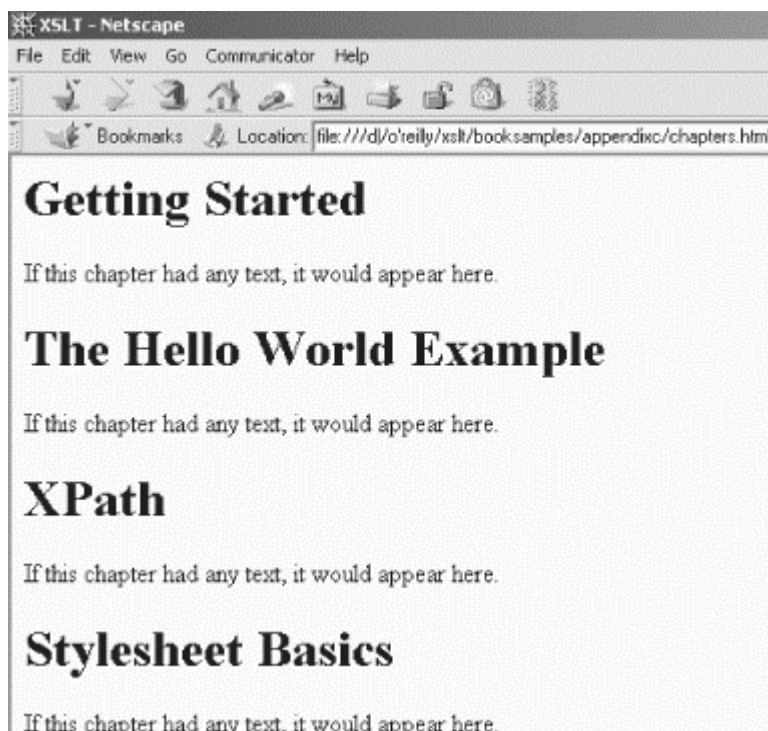 XSLT - Netscape
File Edit View Go Communicator Help
My
Bookmarks Location: file:///d|/o'reilly/xslt/booksamples/appendixc/chapters.htm
Getting Started
If this chapter had any text, it would appear here.
The Hello World Example
If this chapter had any text, it would appear here.
XPath
If this chapter had any text, it would appear here.
Stylesheet Basics
If this chapter had any text, it would appear here.